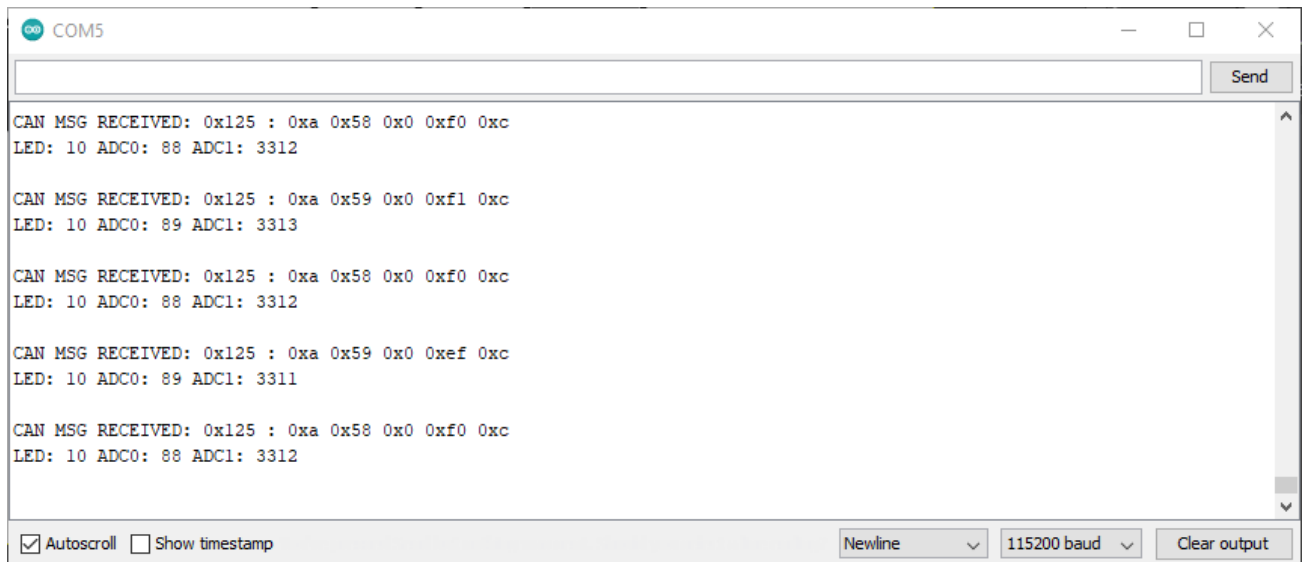 COM5
Send
CAN MSG RECEIVED: 0x125 : 0xa 0x58 0x0 0xf0 0xc
LED: 10 ADC0: 88 ADC1: 3312
CAN MSG RECEIVED: 0x125 : 0xa 0x59 0x0 0xf1 0xc
LED: 10 ADC0: 89 ADC1: 3313
CAN MSG RECEIVED: 0x125 : 0xa 0x58 0x0 0xf0 0xc
LED: 10 ADC0: 88 ADC1: 3312
CAN MSG RECEIVED: 0x125 : 0xa 0x59 0x0 0xef 0xc
LED: 10 ADC0: 89 ADC1: 3311
CAN MSG RECEIVED: 0x125 : 0xa 0x58 0x0 0xf0 0xc
LED: 10 ADC0: 88 ADC1: 3312
Autoscroll Show timestamp Newline 115200 baud Clear output